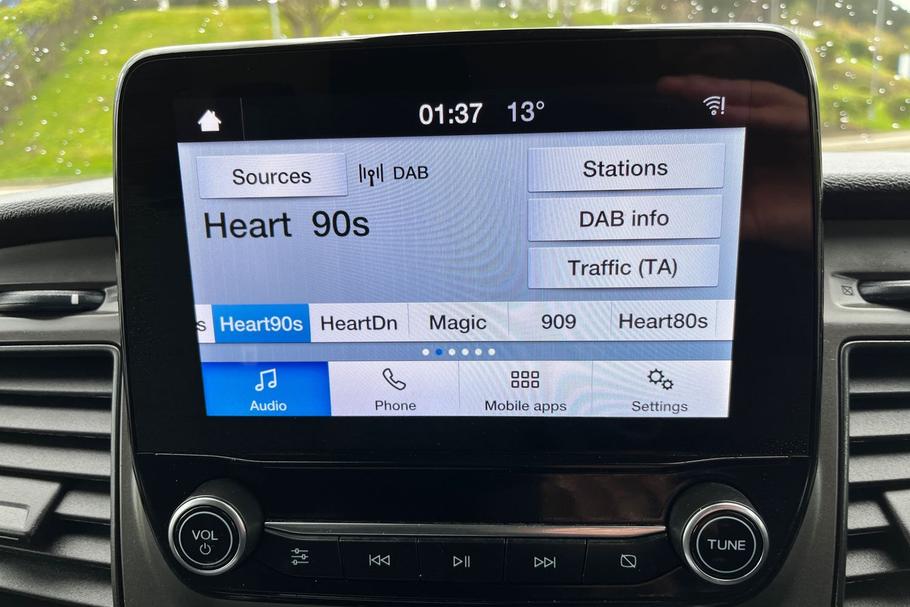 01:37 13°
Sources
DAB
Stations
Heart 90s
DAB info
Traffic (TA)
s Heart90s HeartDn Magic 909 Heart80s
Audio Phone Mobile apps Settings
VOL
TUNE